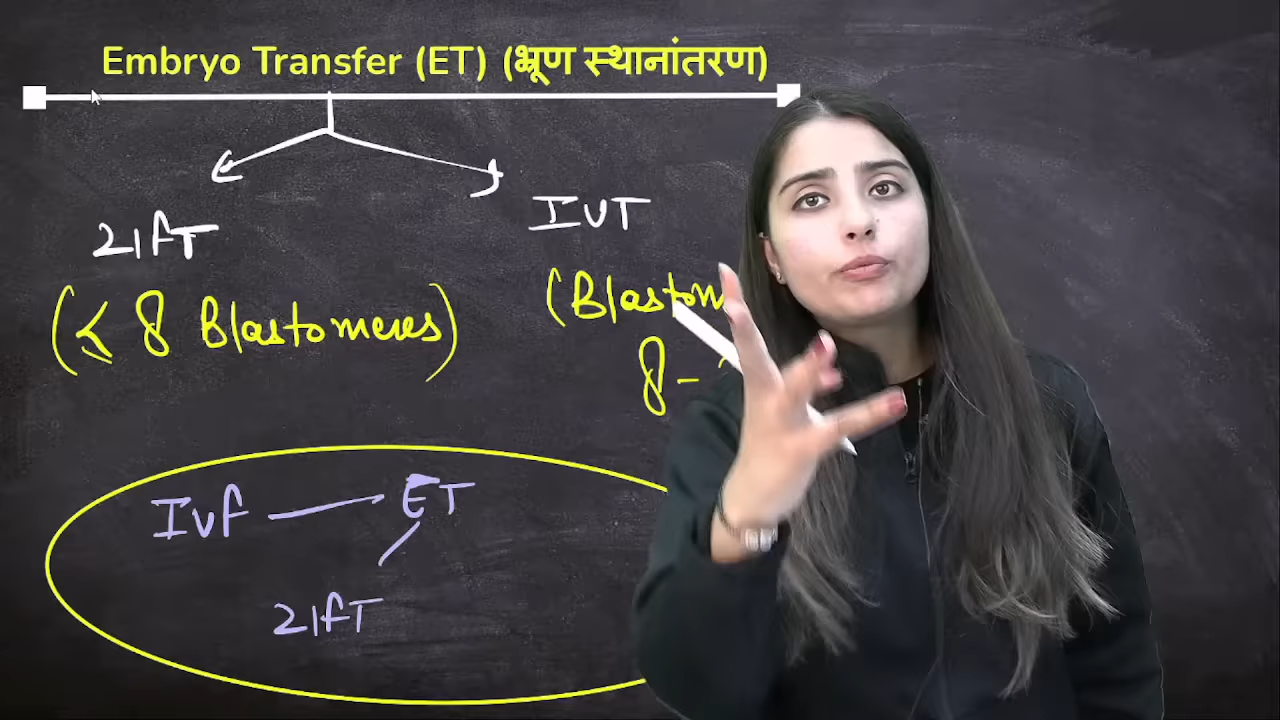 Embryo Transfer (ET) (भ्रूण स्थानांतरण)
ZIFT
IUT
(≤ 8 Blastomeres)
(Blastom
8 -
IVF ET
ZIFT